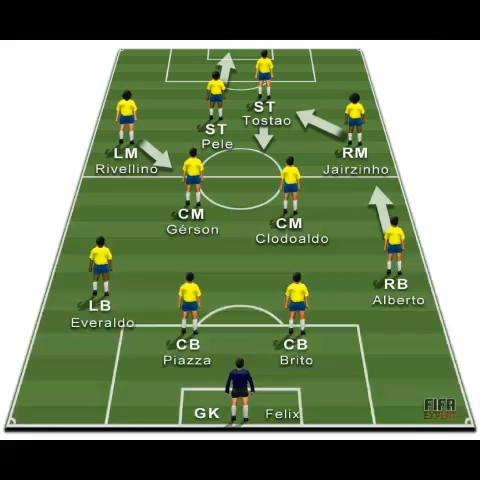 ST
Tostao
ST
Pele
LM
Rivellino
RM
Jairzinho
CM
Gérson
CM
Clodoaldo
RB
Alberto
LB
Everaldo
CB
Piazza
CB
Brito
GK Felix
FIFA